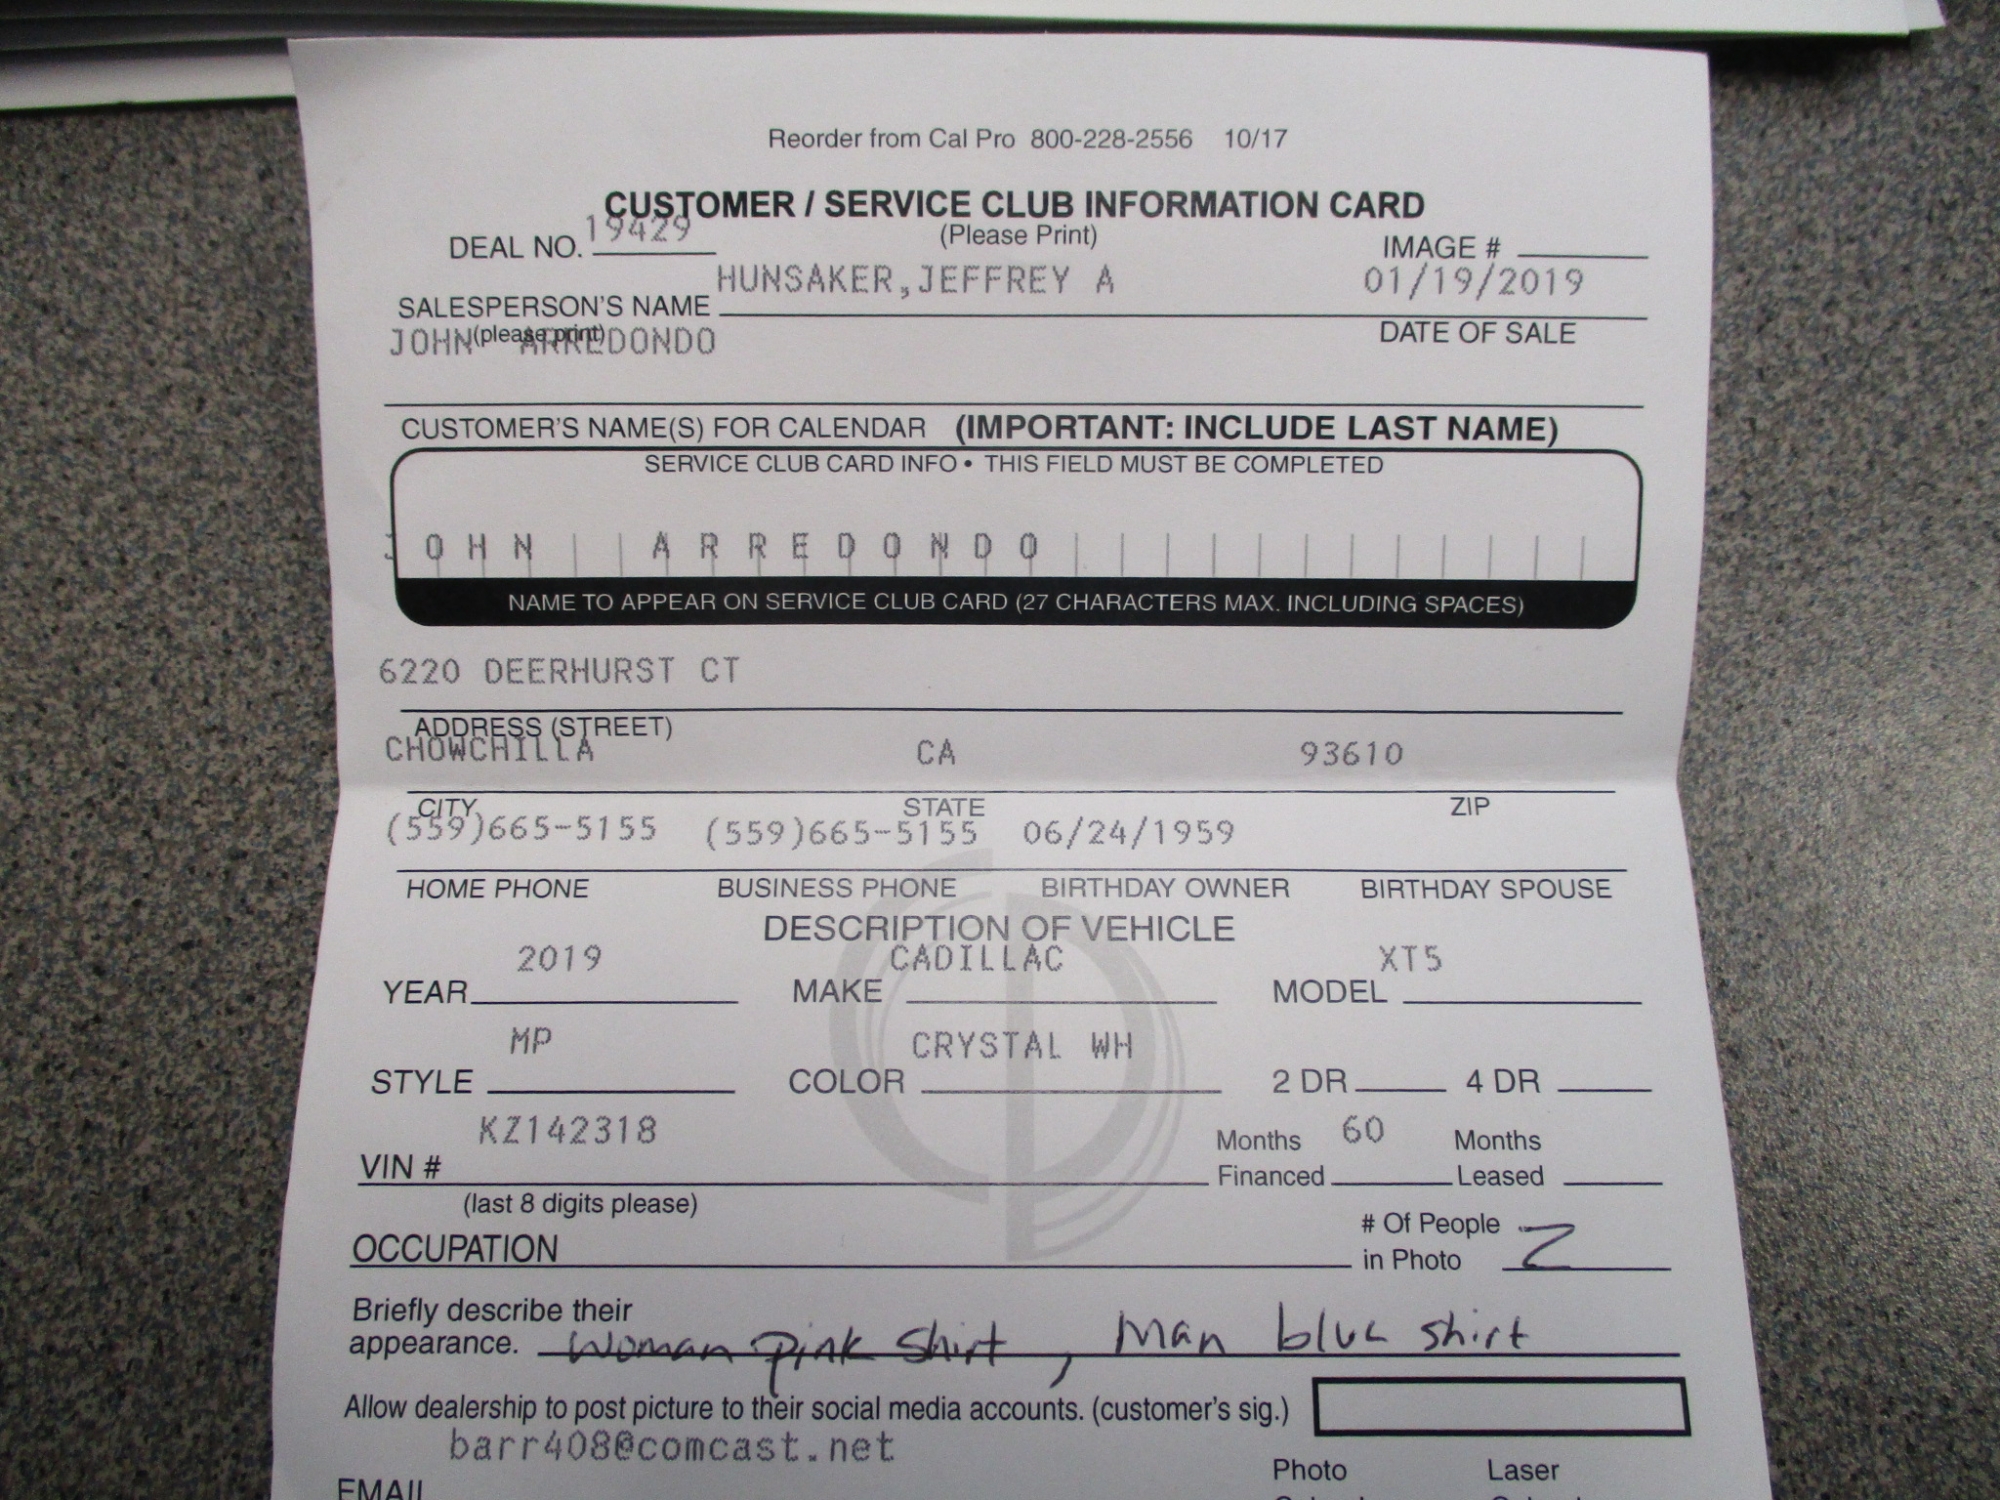 Reorder from Cal Pro 800-228-2556 10/17
CUSTOMER / SERVICE CLUB INFORMATION CARD
(Please Print)
DEAL NO. 19429 IMAGE #
SALESPERSON'S NAME HUNSAKER,JEFFREY A 01/19/2019
(please print) DATE OF SALE
JOHN ARREDONDO
CUSTOMER'S NAME(S) FOR CALENDAR (IMPORTANT: INCLUDE LAST NAME)
SERVICE CLUB CARD INFO • THIS FIELD MUST BE COMPLETED
JOHN ARREDONDO
NAME TO APPEAR ON SERVICE CLUB CARD (27 CHARACTERS MAX. INCLUDING SPACES)
6220 DEERHURST CT
ADDRESS (STREET)
CHOWCHILLA CA 93610
CITY STATE ZIP
(559)665-5155 (559)665-5155 06/24/1959
HOME PHONE BUSINESS PHONE BIRTHDAY OWNER BIRTHDAY SPOUSE
DESCRIPTION OF VEHICLE
YEAR 2019 MAKE CADILLAC MODEL XT5
STYLE MP COLOR CRYSTAL WH 2 DR 4 DR
VIN # KZ142318 Months Financed 60 Months Leased
(last 8 digits please)
OCCUPATION # Of People in Photo 2
Briefly describe their
appearance. Woman pink shirt, Man blue shirt
Allow dealership to post picture to their social media accounts. (customer's sig.)
barr408@comcast.net
EMAIL Photo Laser